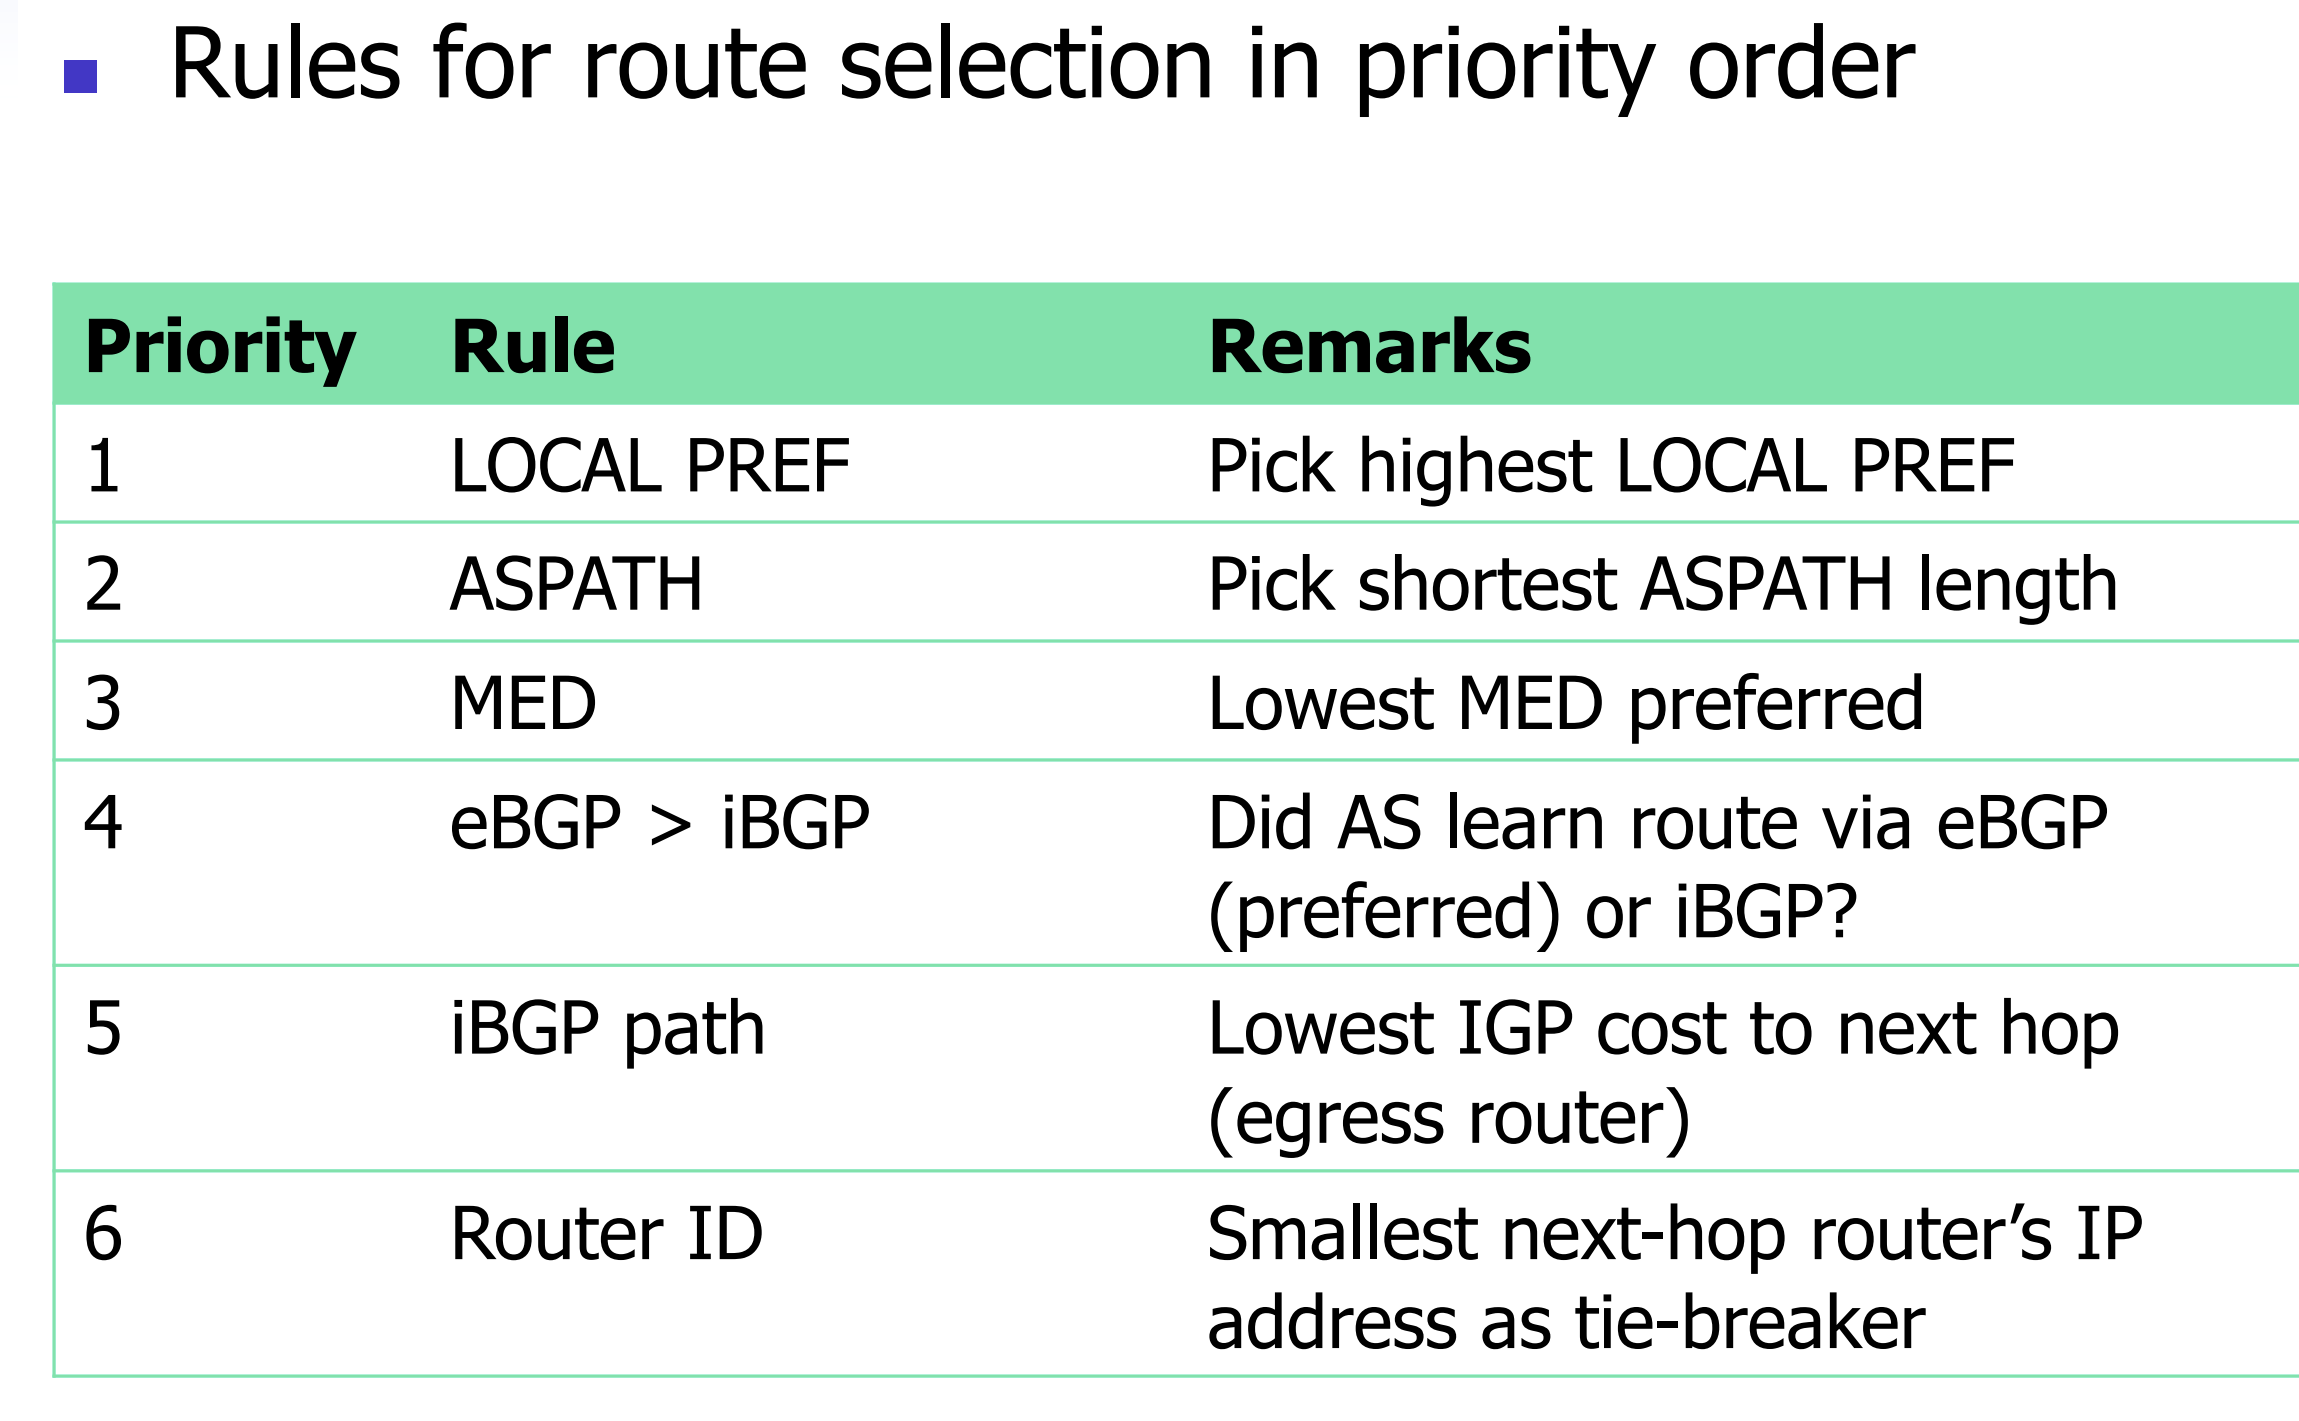 Rules for route selection in priority order
Priority Rule Remarks
1 LOCAL PREF Pick highest LOCAL PREF
2 ASPATH Pick shortest ASPATH length
3 MED Lowest MED preferred
4 eBGP > iBGP Did AS learn route via eBGP
(preferred) or iBGP?
5 iBGP path Lowest IGP cost to next hop
(egress router)
6 Router ID Smallest next-hop router’s IP
address as tie-breaker